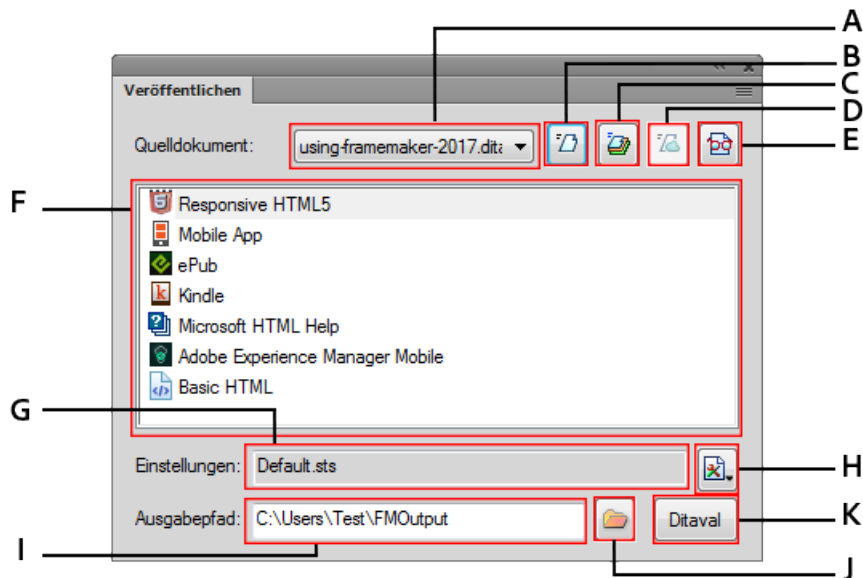 A
B
C
Veröffentlichen
D
Quelldokument: using-framemaker-2017.dita
E
F
Responsive HTML5
Mobile App
ePub
Kindle
Microsoft HTML Help
Adobe Experience Manager Mobile
Basic HTML
G
Einstellungen: Default.sts
H
Ausgabepfad: C:\Users\Test\FMOutput Ditaval
K
I
J